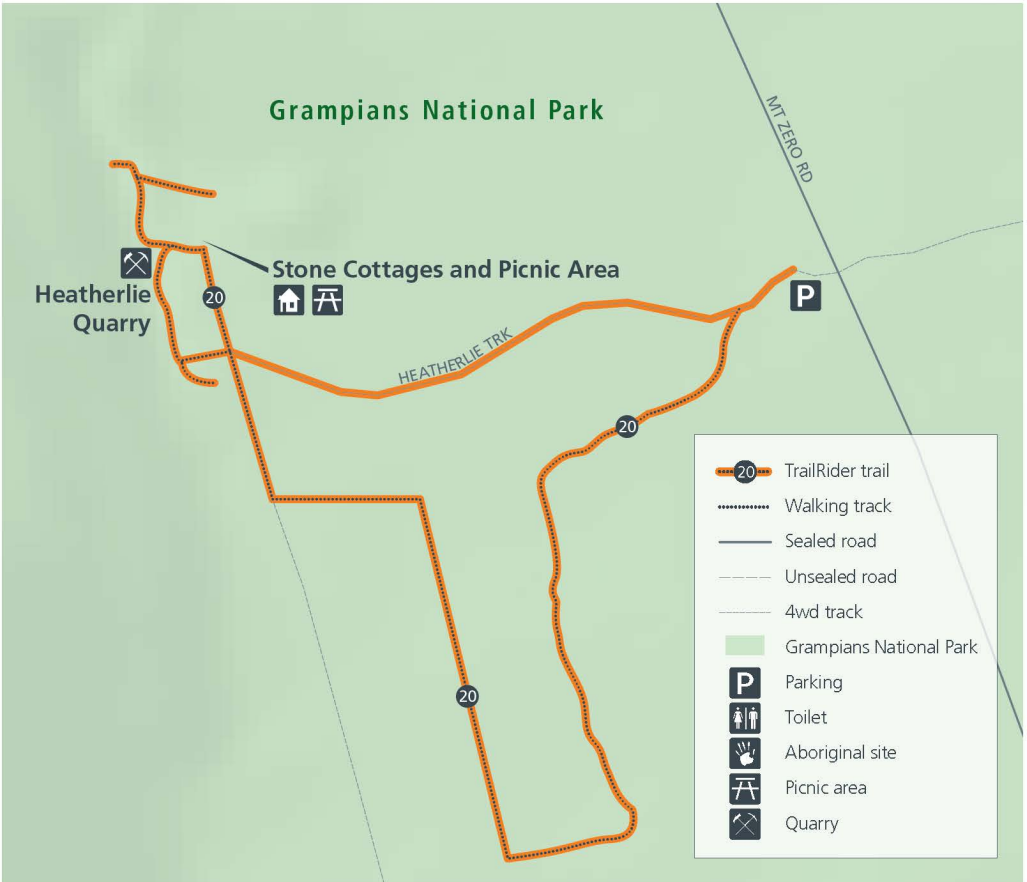 Grampians National Park
MT ZERO RD
Stone Cottages and Picnic Area
Heatherlie
Quarry
20
P
HEATHERLIE TRK
20
20
20 TrailRider trail
Walking track
Sealed road
Unsealed road
4wd track
Grampians National Park
P Parking
Toilet
Aboriginal site
Picnic area
Quarry